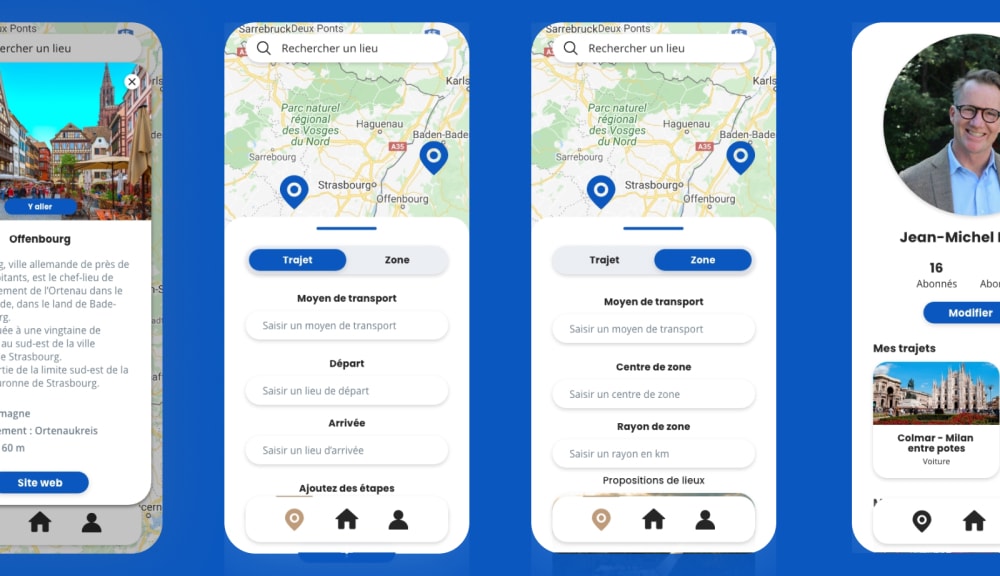 ux Ponts
ercher un lieu
Y aller
Offenbourg
g, ville allemande de près de
bitants, est le chef-lieu de
ement de l'Ortenau dans le
de, dans le land de Bade-
rg.
ée à une vingtaine de
au sud-est de la ville
e Strasbourg.
rtie de la limite sud-est de la
uronne de Strasbourg.
magne
ement : Ortenaukreis
60 m
Site web
Sarrebruck Deux Ponts
Rechercher un lieu
Karls
Parc naturel
régional
des Vosges
du Nord
Haguenau
Baden-Bade
A35
Sarrebourg
Strasbourg
Offenbourg
Trajet
Zone
Moyen de transport
Saisir un moyen de transport
Départ
Saisir un lieu de départ
Arrivée
Saisir un lieu d'arrivée
Ajoutez des étapes
Sarrebruck Deux Ponts
Rechercher un lieu
Karls
Parc naturel
régional
des Vosges
du Nord
Haguenau
Baden-Bade
A35
Sarrebourg
Strasbourg
Offenbourg
Trajet
Zone
Moyen de transport
Saisir un moyen de transport
Centre de zone
Saisir un centre de zone
Rayon de zone
Saisir un rayon en km
Propositions de lieux
Jean-Michel
16
Abonnés
Abon
Modifier
Mes trajets
Colmar - Milan
entre potes
Voiture